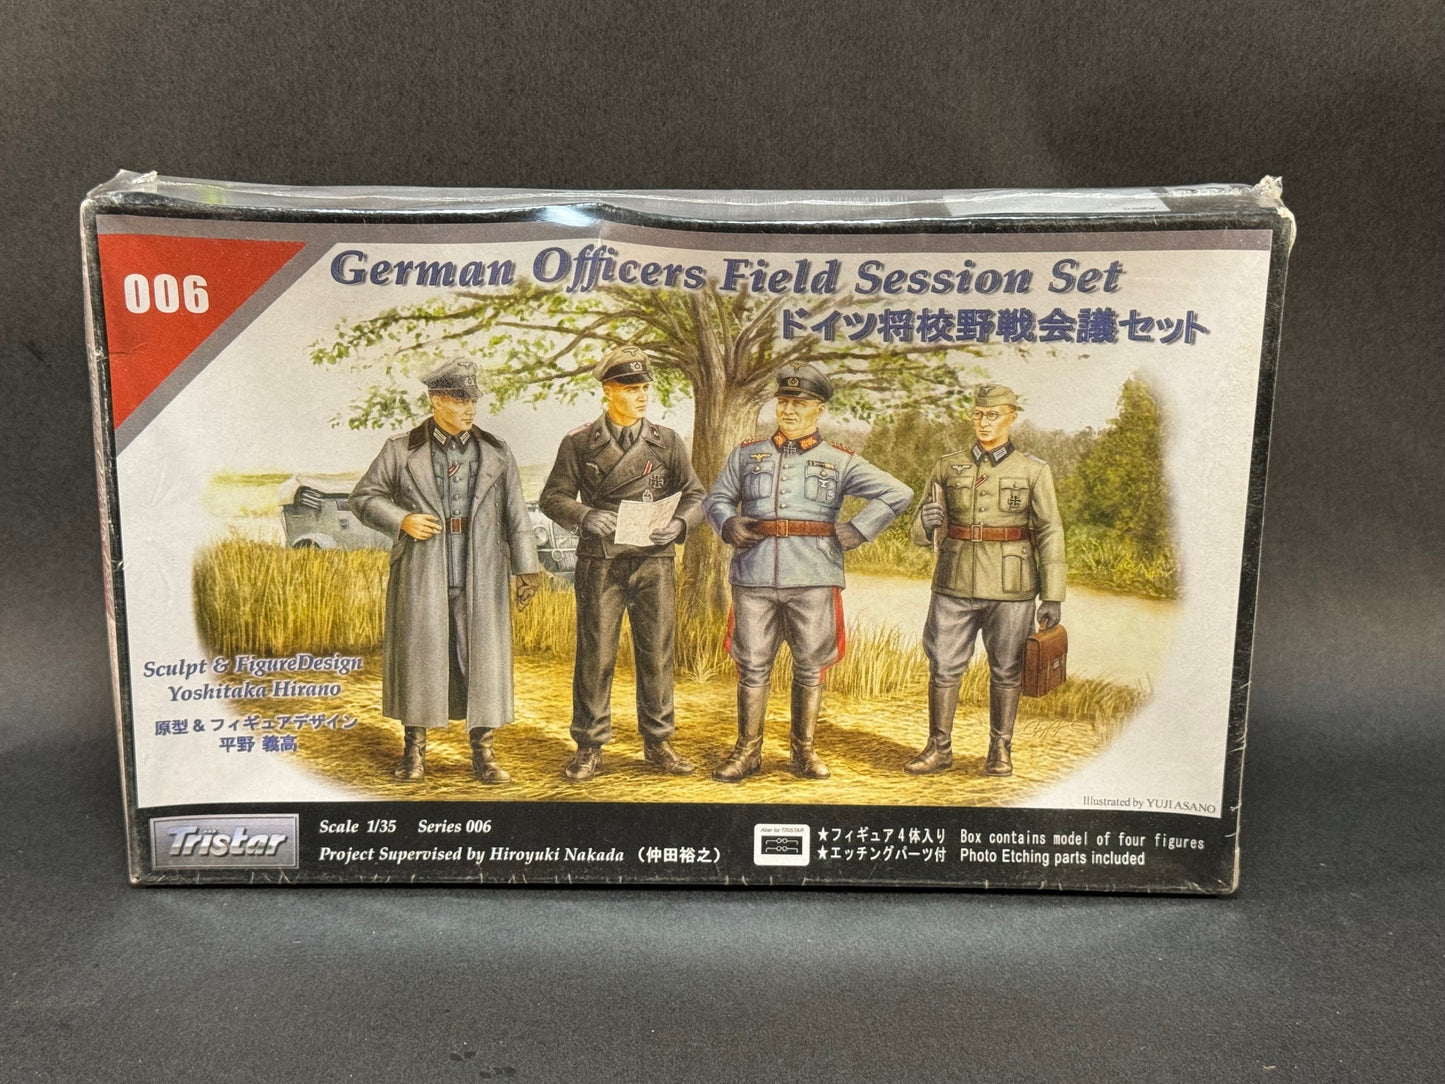 006
German Officers Field Session Set
ドイツ将校野戦会議セット
Sculpt & FigureDesign
Yoshitaka Hirano
原型&フィギュアデザイン
平野 義高
Illustrated by YUJI ASANO
Tristar
Scale 1/35 Series 006
Project Supervised by Hiroyuki Nakada (仲田裕之)
Aber for TRISTAR
★フィギュア4体入り Box contains model of four figures
★エッチングパーツ付 Photo Etching parts included